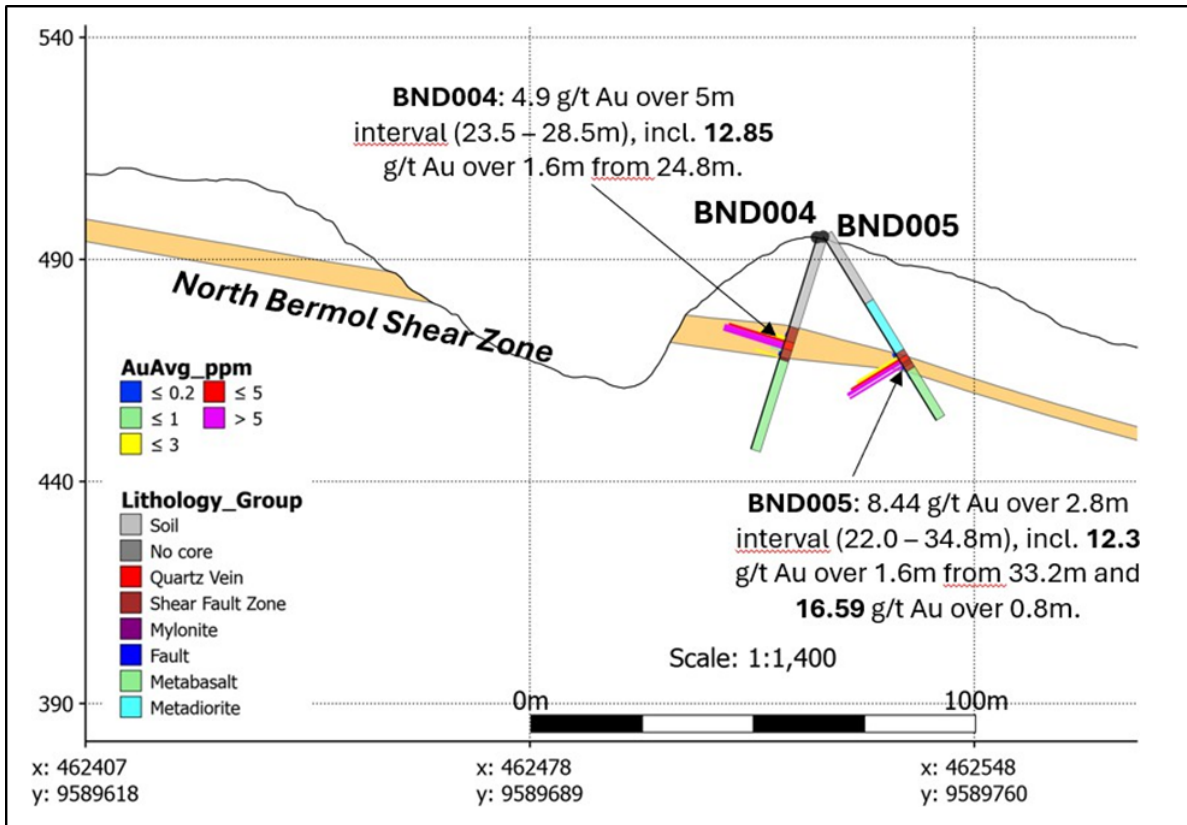 540
BND004: 4.9 g/t Au over 5m
interval (23.5 – 28.5m), incl. 12.85
g/t Au over 1.6m from 24.8m.
BND004
BND005
490
North Bermol Shear Zone
AuAvg_ppm
≤ 0.2
≤ 5
≤ 1
> 5
≤ 3
440
Lithology_Group
Soil
No core
Quartz Vein
Shear Fault Zone
Mylonite
Fault
Metabasalt
Metadiorite
BND005: 8.44 g/t Au over 2.8m
interval (22.0 – 34.8m), incl. 12.3
g/t Au over 1.6m from 33.2m and
16.59 g/t Au over 0.8m.
Scale: 1:1,400
390
0m
100m
x: 462407
y: 9589618
x: 462478
y: 9589689
x: 462548
y: 9589760